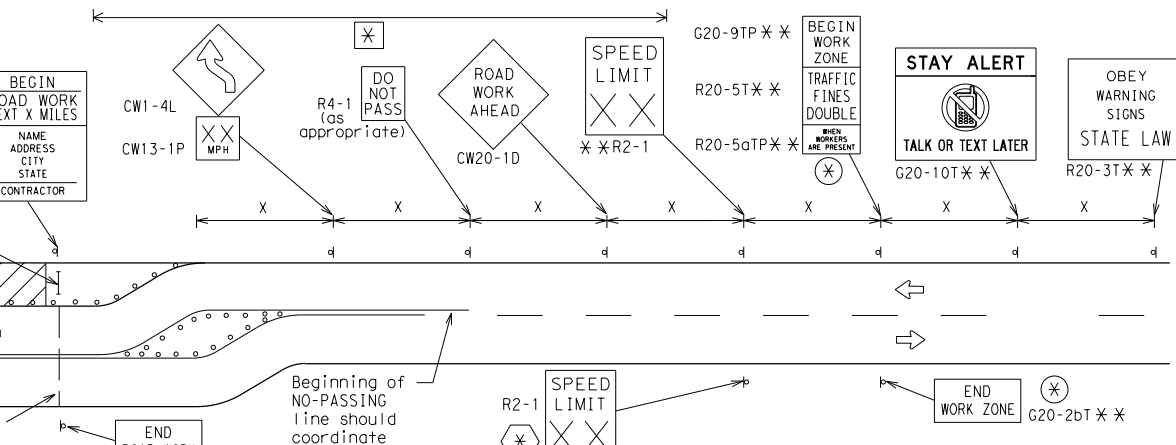 BEGIN
ROAD WORK
NEXT X MILES
NAME
ADDRESS
CITY
STATE
CONTRACTOR
CW1-4L
CW13-1P
XX
MPH
*
R4-1
(as
appropriate)
DO
NOT
PASS
ROAD
WORK
AHEAD
CW20-1D
SPEED
LIMIT
X X
**R2-1
G20-9TP**
R20-5T**
R20-5aTP**
BEGIN
WORK
ZONE
TRAFFIC
FINES
DOUBLE
WHEN
WORKERS
ARE PRESENT
*
STAY ALERT
TALK OR TEXT LATER
G20-10T**
OBEY
WARNING
SIGNS
STATE LAW
R20-3T**
X X X X X X X
Beginning of
NO-PASSING
line should
coordinate
R2-1
*
SPEED
LIMIT
X X
END
WORK ZONE
*
G20-2bT**
END
ROAD WORK